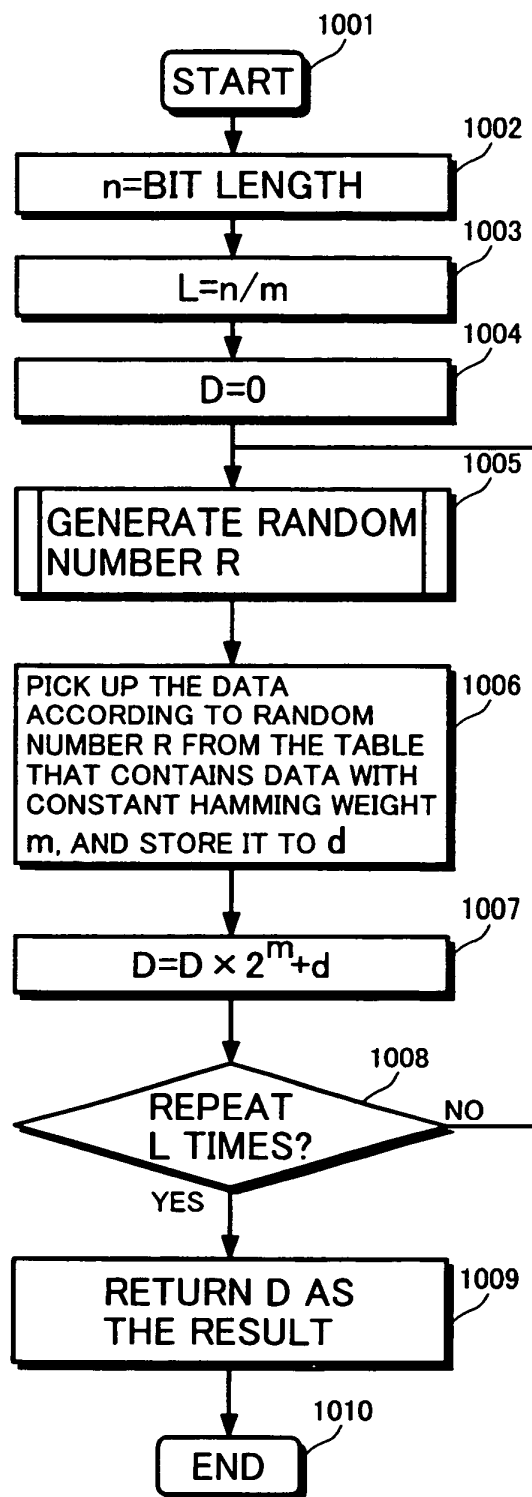 1001
START
1002
n=BIT LENGTH
1003
L=n/m
1004
D=0
1005
GENERATE RANDOM
NUMBER R
1006
PICK UP THE DATA
ACCORDING TO RANDOM
NUMBER R FROM THE TABLE
THAT CONTAINS DATA WITH
CONSTANT HAMMING WEIGHT
m, AND STORE IT TO d
1007
D=D × 2^m+d
1008
REPEAT
L TIMES?
NO
YES
1009
RETURN D AS
THE RESULT
1010
END